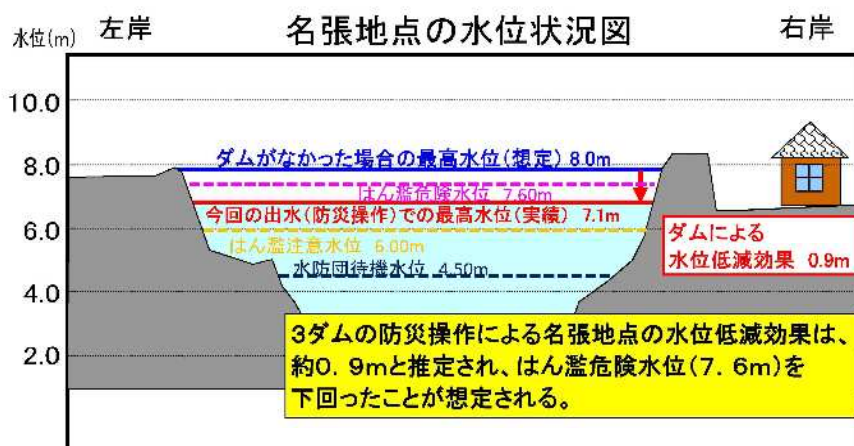 水位(m) 左岸 名張地点の水位状況図 右岸
10.0
8.0
6.0
4.0
2.0
ダムがなかった場合の最高水位(想定) 8.0m
はん濫危険水位 7.60m
今回の出水(防災操作)での最高水位(実績) 7.1m
はん濫注意水位 6.00m
水防団待機水位 4.50m
ダムによる
水位低減効果 0.9m
3ダムの防災操作による名張地点の水位低減効果は、
約0.9mと推定され、はん濫危険水位(7.6m)を
下回ったことが想定される。